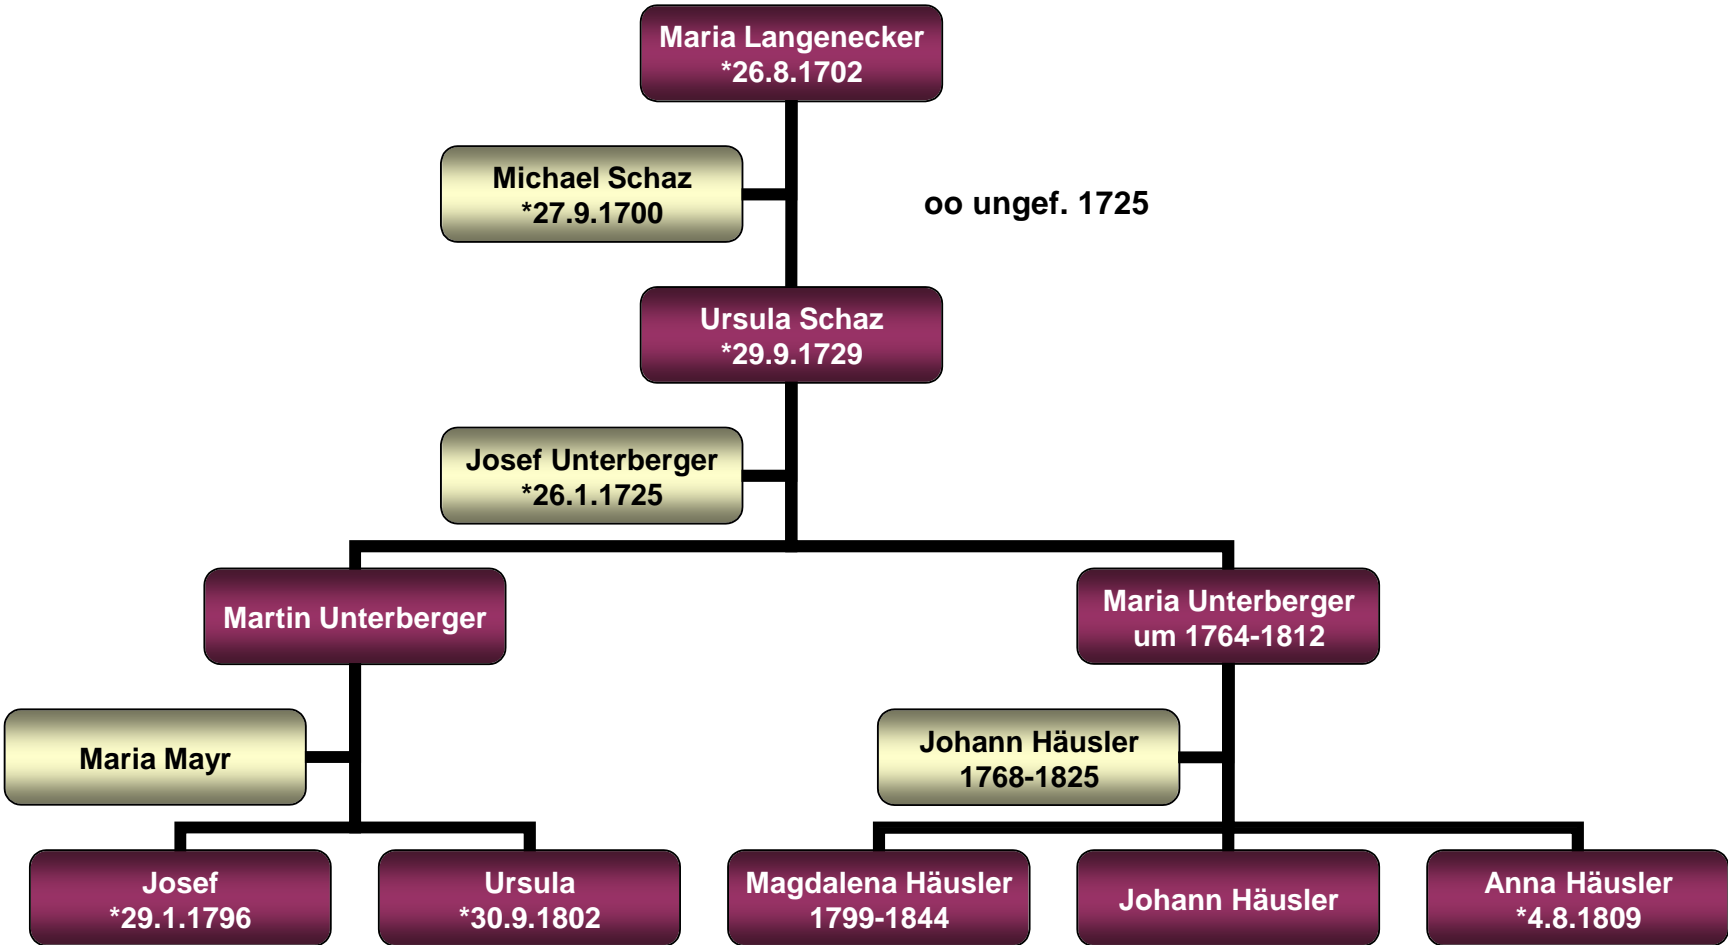 Maria Langenecker
*26.8.1702
Michael Schaz
*27.9.1700
oo ungef. 1725
Ursula Schaz
*29.9.1729
Josef Unterberger
*26.1.1725
Martin Unterberger
Maria Unterberger
um 1764-1812
Maria Mayr
Johann Häusler
1768-1825
Josef
*29.1.1796
Ursula
*30.9.1802
Magdalena Häusler
1799-1844
Johann Häusler
Anna Häusler
*4.8.1809